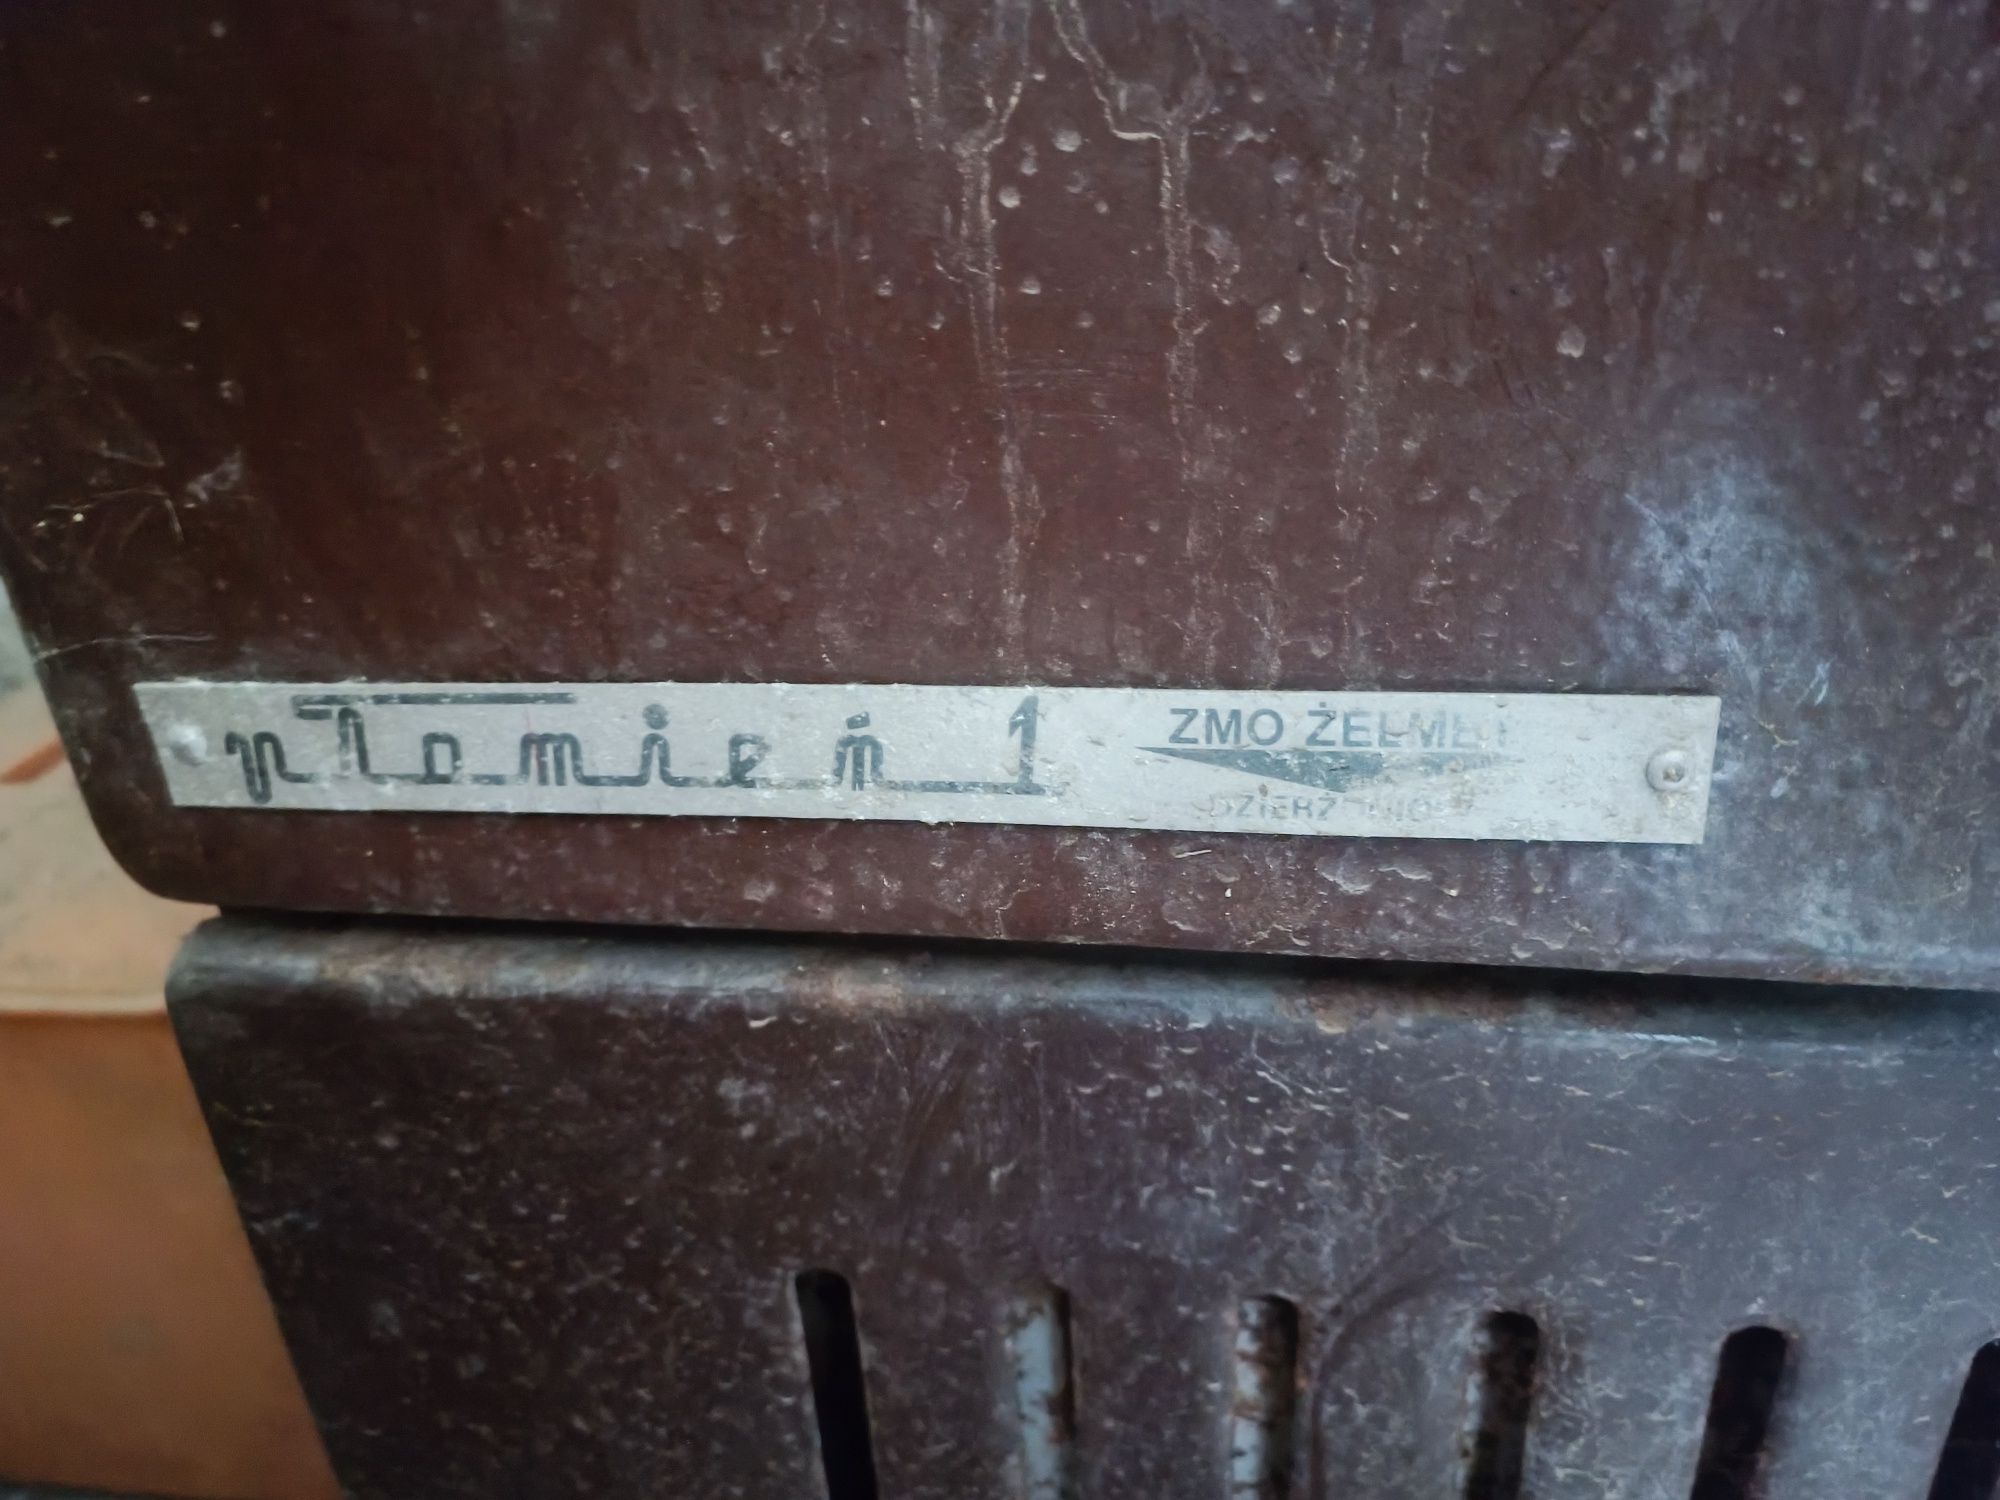 płomień 1
ZMO ŻELMET